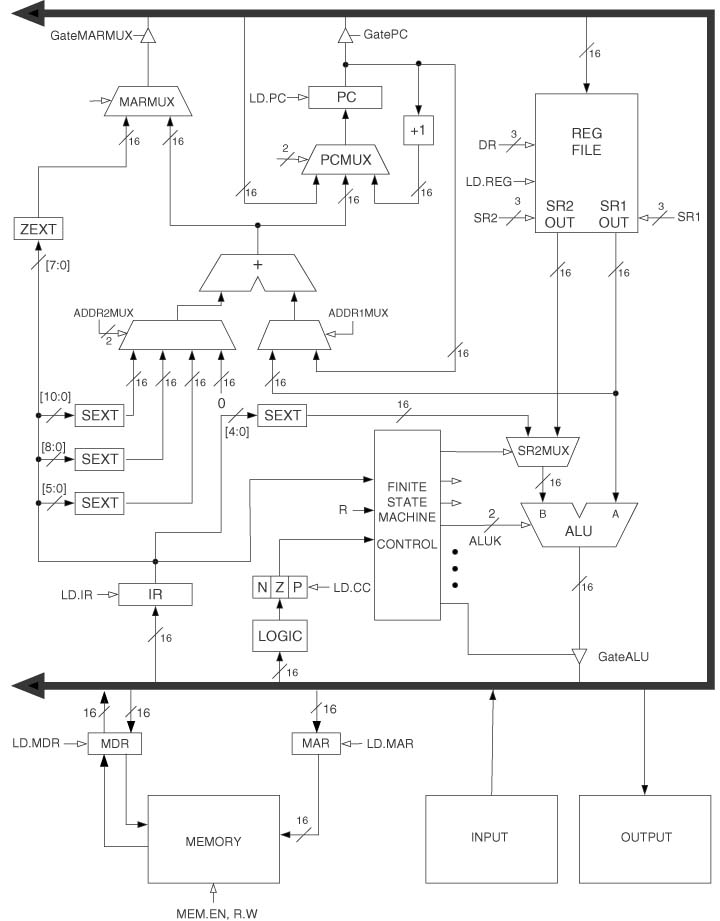 GateMARMUX
GatePC
16
MARMUX
LD.PC
PC
16
16
+1
2
PCMUX
REG
FILE
DR
3
LD.REG
SR2
3
SR2
OUT
SR1
OUT
3
SR1
16
16
16
ZEXT
[7:0]
+
16
16
ADDR2MUX
2
ADDR1MUX
16
16
16
16
16
16
0
[10:0]
SEXT
[4:0]
SEXT
16
[8:0]
SEXT
SR2MUX
16
[5:0]
SEXT
FINITE
STATE
MACHINE
CONTROL
R
2
ALUK
B
A
ALU
16
LD.IR
IR
N Z P
LD.CC
LOGIC
16
16
GateALU
16
16
16
LD.MDR
MDR
MAR
LD.MAR
16
MEMORY
INPUT
OUTPUT
MEM.EN, R.W